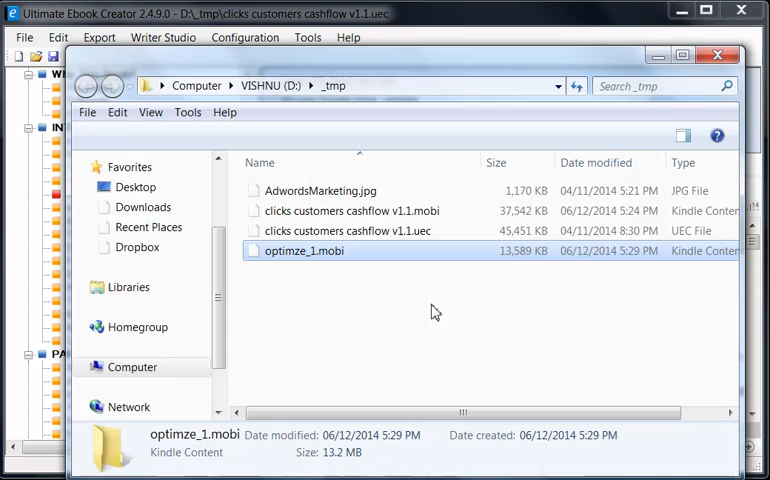 Ultimate Ebook Creator 2.4.9.0 - D:\_tmp\clicks customers cashflow v1.1.uec
File Edit Export Writer Studio Configuration Tools Help
Computer VISHNU (D:) _tmp
Search _tmp
File Edit View Tools Help
Name Size Date modified Type
Favorites
Desktop
Downloads
Recent Places
Dropbox
Libraries
Homegroup
Computer
Network
AdwordsMarketing.jpg 1,170 KB 04/11/2014 5:21 PM JPG File
clicks customers cashflow v1.1.mobi 37,542 KB 06/12/2014 5:24 PM Kindle Conten
clicks customers cashflow v1.1.uec 45,451 KB 04/11/2014 8:30 PM UEC File
optimze_1.mobi 13,589 KB 06/12/2014 5:29 PM Kindle Conten
optimze_1.mobi Date modified: 06/12/2014 5:29 PM Date created: 06/12/2014 5:29 PM
Kindle Content Size: 13.2 MB
W
INT
PA